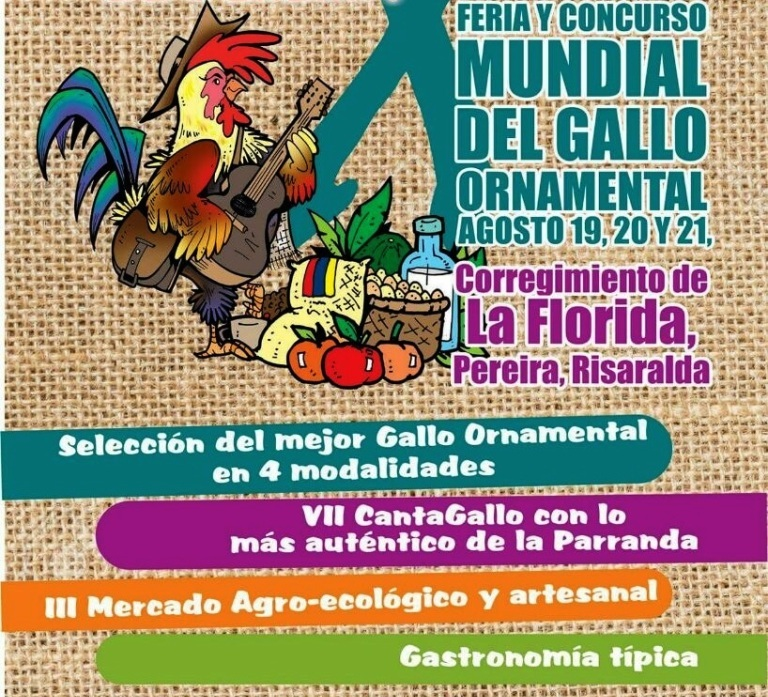 FERIA Y CONCURSO
MUNDIAL
DEL GALLO
ORNAMENTAL
AGOSTO 19, 20 Y 21,
Corregimiento de
La Florida,
Pereira, Risaralda
Selección del mejor Gallo Ornamental
en 4 modalidades
VII CantaGallo con lo
más auténtico de la Parranda
III Mercado Agro-ecológico y artesanal
Gastronomía típica